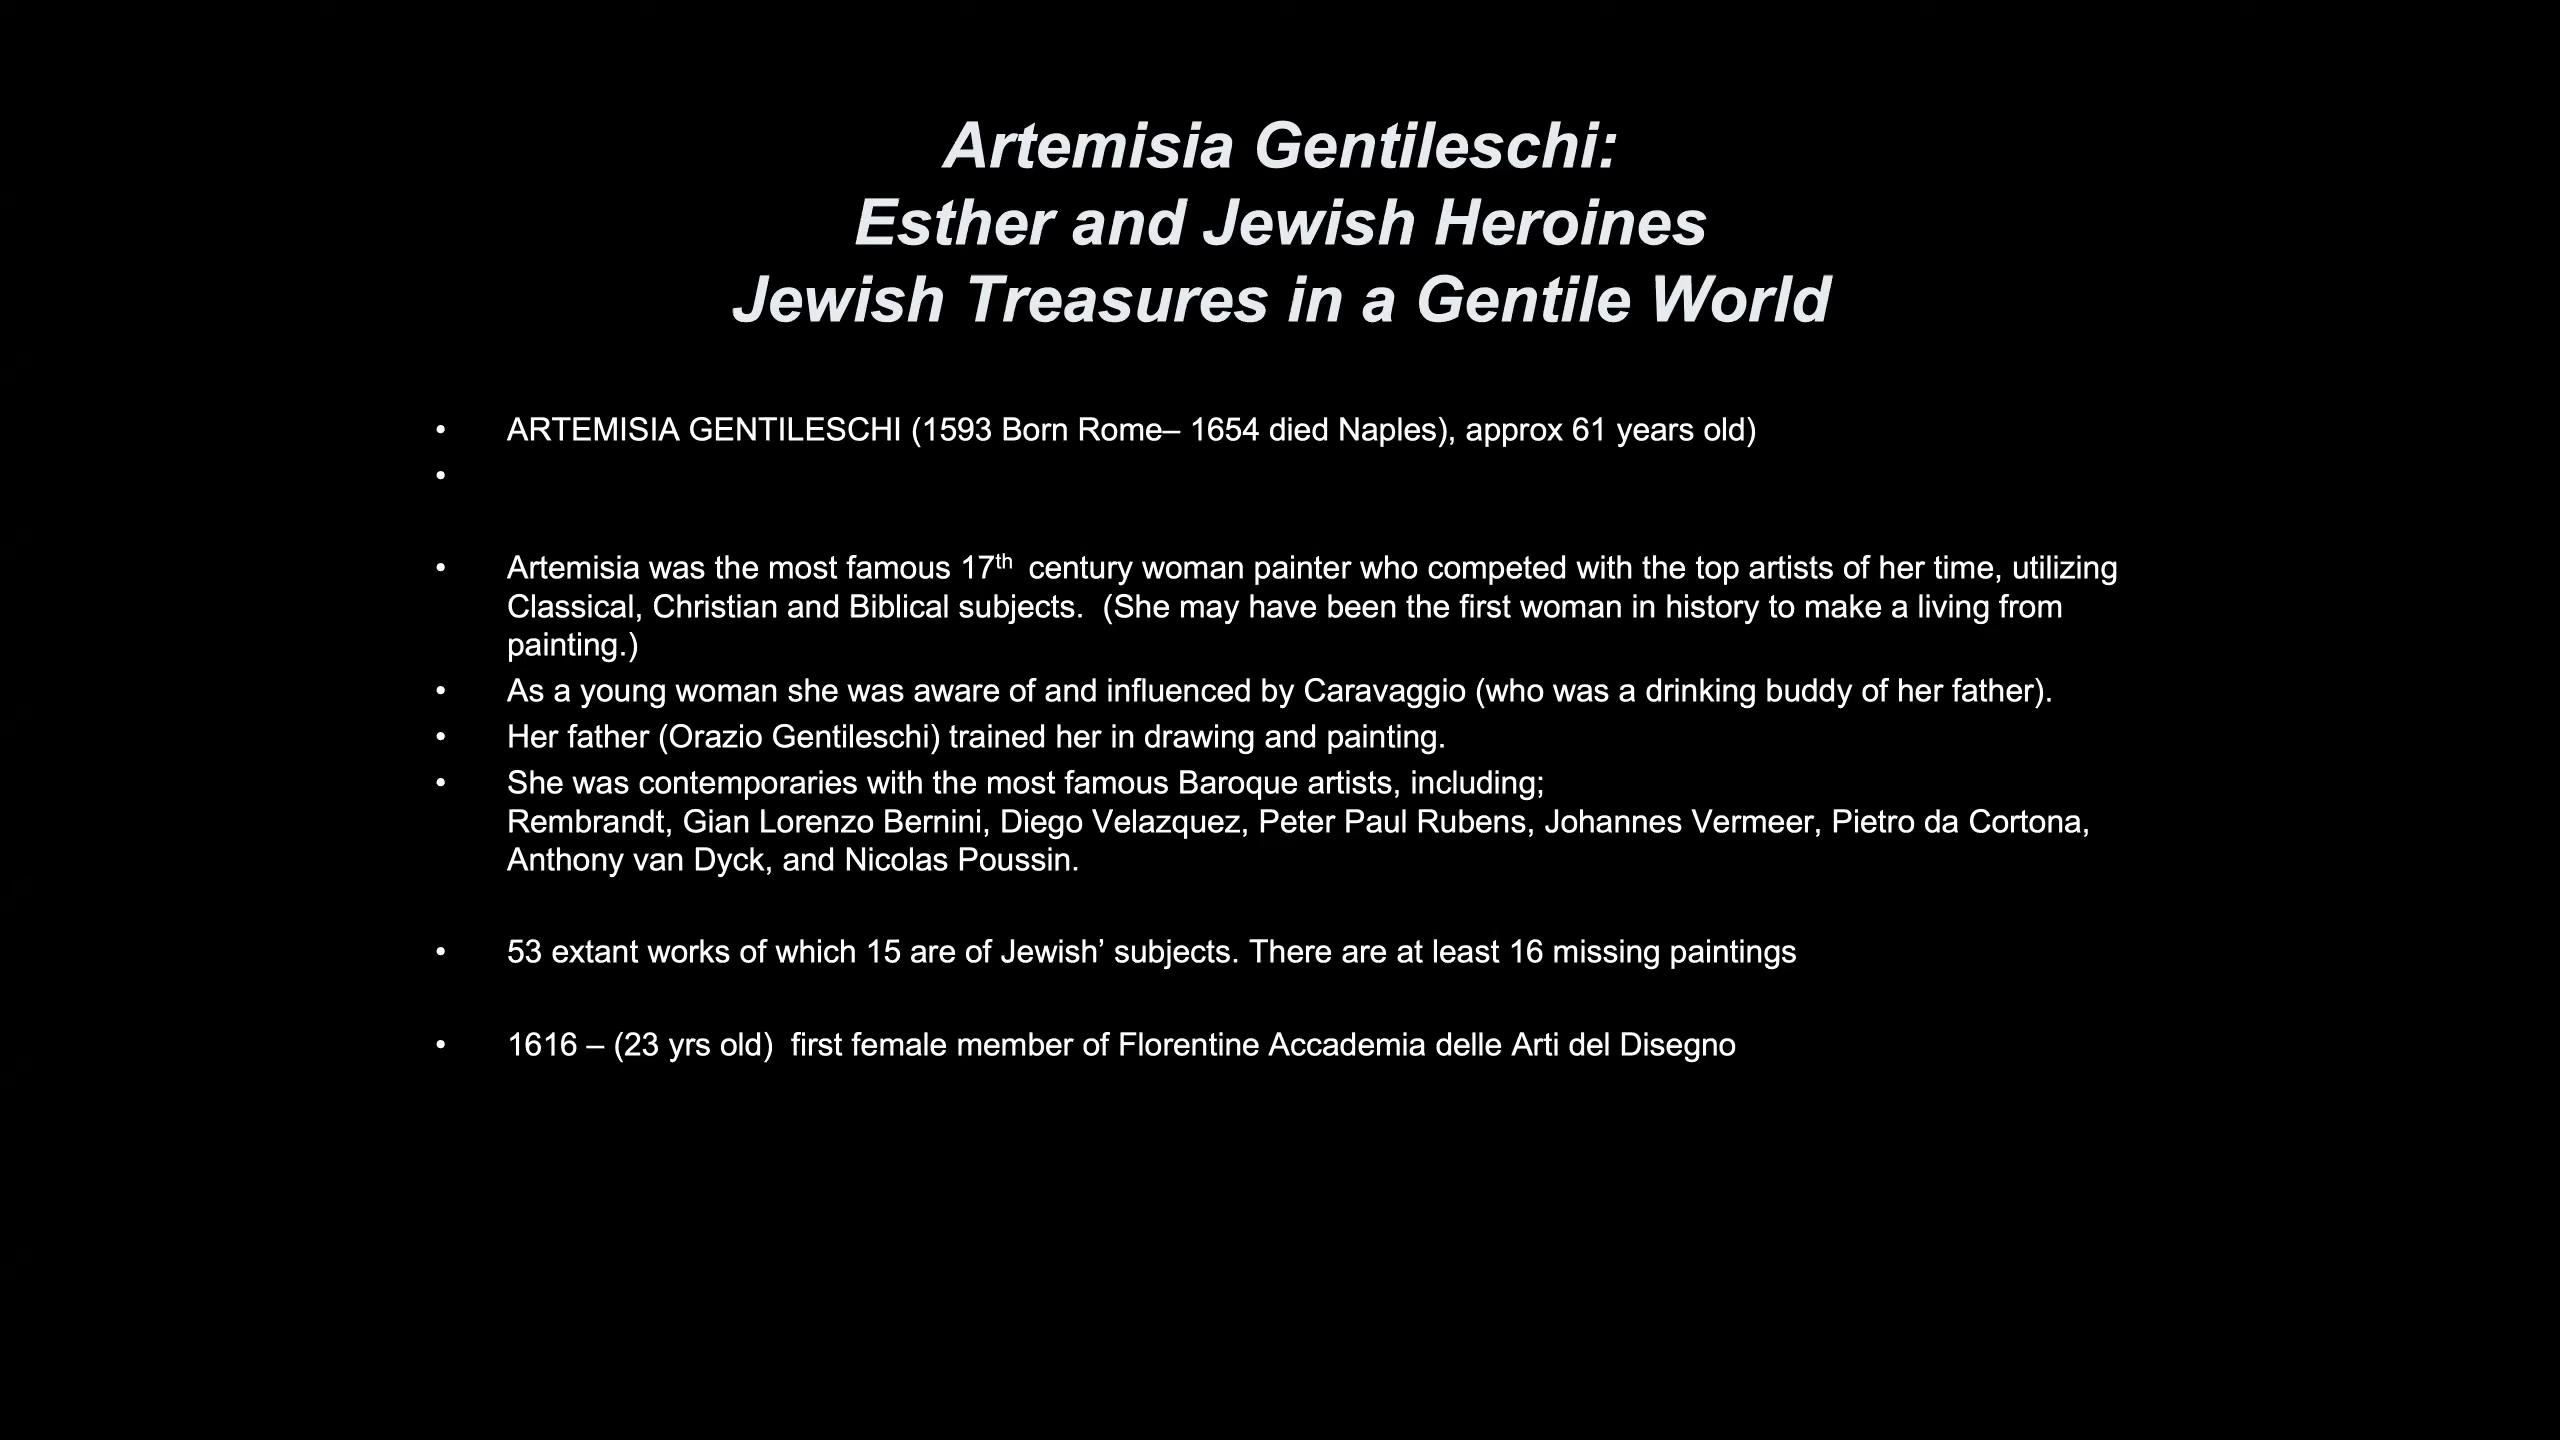 Artemisia Gentileschi:
Esther and Jewish Heroines
Jewish Treasures in a Gentile World
• ARTEMISIA GENTILESCHI (1593 Born Rome– 1654 died Naples), approx 61 years old)
•
• Artemisia was the most famous 17th  century woman painter who competed with the top artists of her time, utilizing
Classical, Christian and Biblical subjects.  (She may have been the first woman in history to make a living from
painting.)
• As a young woman she was aware of and influenced by Caravaggio (who was a drinking buddy of her father).
• Her father (Orazio Gentileschi) trained her in drawing and painting.
• She was contemporaries with the most famous Baroque artists, including;
Rembrandt, Gian Lorenzo Bernini, Diego Velazquez, Peter Paul Rubens, Johannes Vermeer, Pietro da Cortona,
Anthony van Dyck, and Nicolas Poussin.
• 53 extant works of which 15 are of Jewish’ subjects. There are at least 16 missing paintings
• 1616 – (23 yrs old)  first female member of Florentine Accademia delle Arti del Disegno